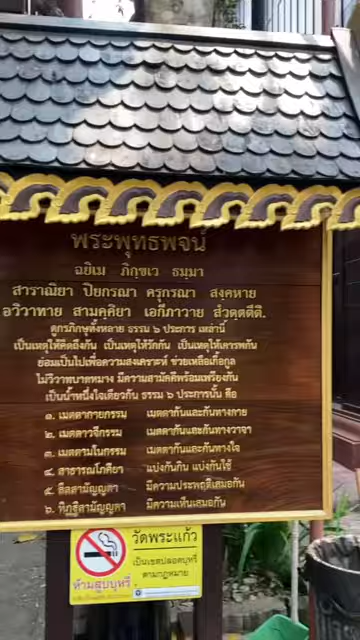 พระพุทธพจน์
ฉยิเม ภิกฺขเว ธมฺมา
สาราณิยา ปิยกรณา ครุกรณา สงฺคหาย
อวิวาทาย สามคฺคิยา เอกีภาวาย สํวตฺตตีติ.
ดูกรภิกษุทั้งหลาย ธรรม ๖ ประการ เหล่านี้
เป็นเหตุให้คิดถึงกัน เป็นเหตุให้รักกัน เป็นเหตุให้เคารพกัน
ย่อมเป็นไปเพื่อความสงเคราะห์ ช่วยเหลือเกื้อกูล
ไม่วิวาทบาดหมาง มีความสามัคคีพร้อมเพรียงกัน
เป็นน้ำหนึ่งใจเดียวกัน ธรรม ๖ ประการนั้น คือ
๑. เมตตากายกรรม เมตตากันและกันทางกาย
๒. เมตตาวจีกรรม เมตตากันและกันทางวาจา
๓. เมตตามโนกรรม เมตตากันและกันทางใจ
๔. สาธารณโภคียา แบ่งกันกิน แบ่งกันใช้
๕. สีลสามัญญตา มีความประพฤติเสมอกัน
๖. ทิฏฐิสามัญญตา มีความเห็นเสมอกัน
วัดพระแก้ว
เป็นเขตปลอดบุหรี่
ตามกฎหมาย
ห้ามสูบบุหรี่